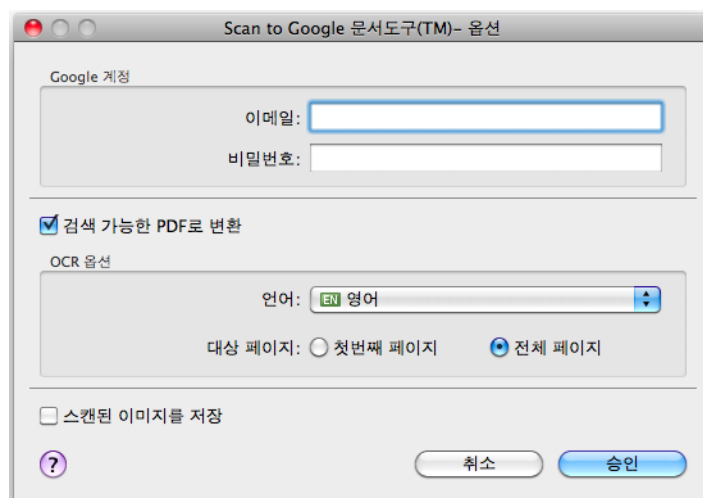 Scan to Google 문서도구(TM)- 옵션
Google 계정
이메일:
비밀번호:
검색 가능한 PDF로 변환
OCR 옵션
언어: EN 영어
대상 페이지: 첫번째 페이지 전체 페이지
스캔된 이미지를 저장
? 취소 승인